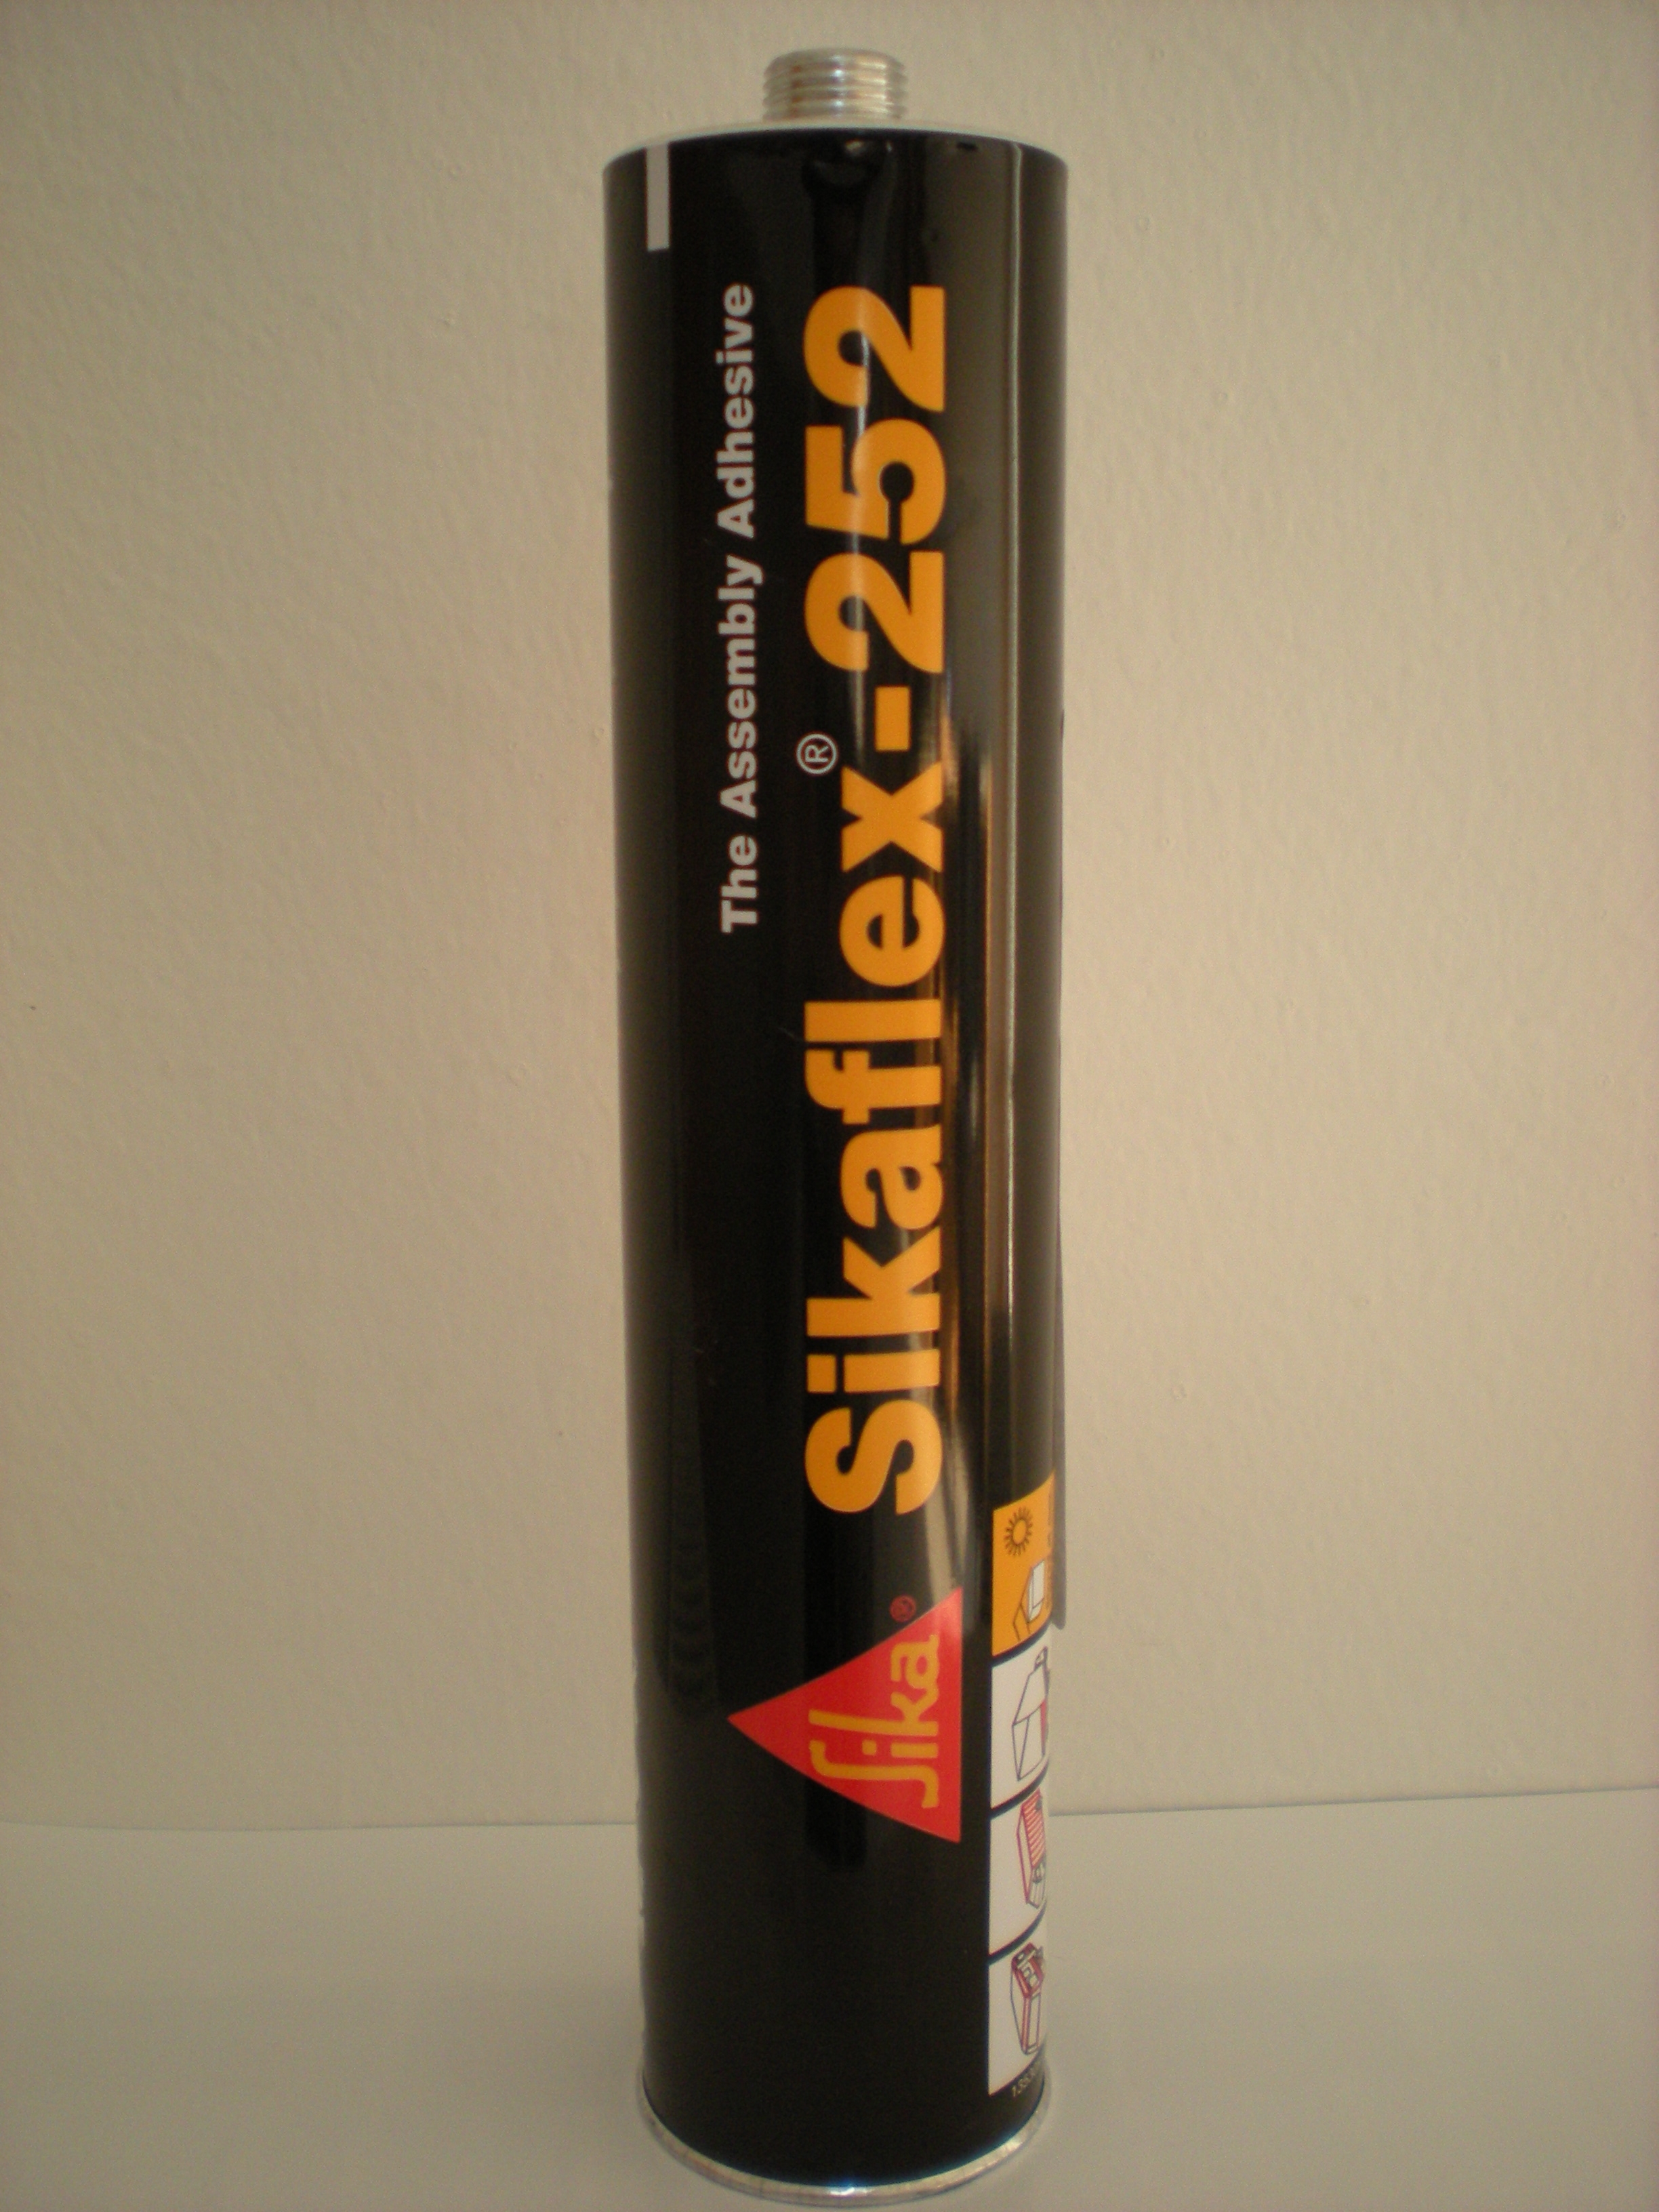 The Assembly Adhesive
Sikaflex®-252
Sika®